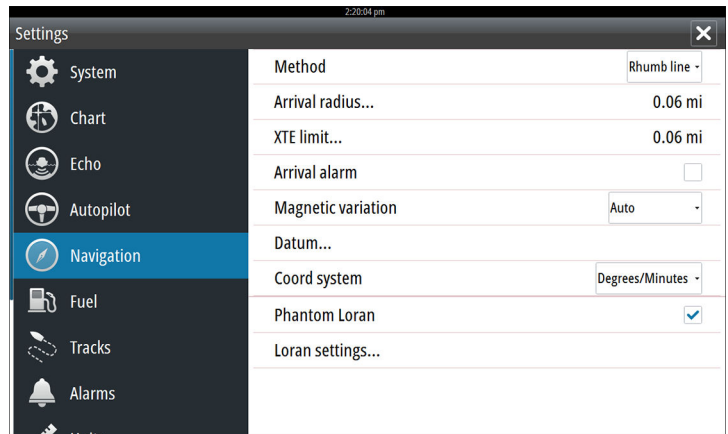 2:20:04 pm
Settings
System
Chart
Echo
Autopilot
Navigation
Fuel
Tracks
Alarms
Method Rhumb line
Arrival radius... 0.06 mi
XTE limit... 0.06 mi
Arrival alarm
Magnetic variation Auto
Datum...
Coord system Degrees/Minutes
Phantom Loran
Loran settings...